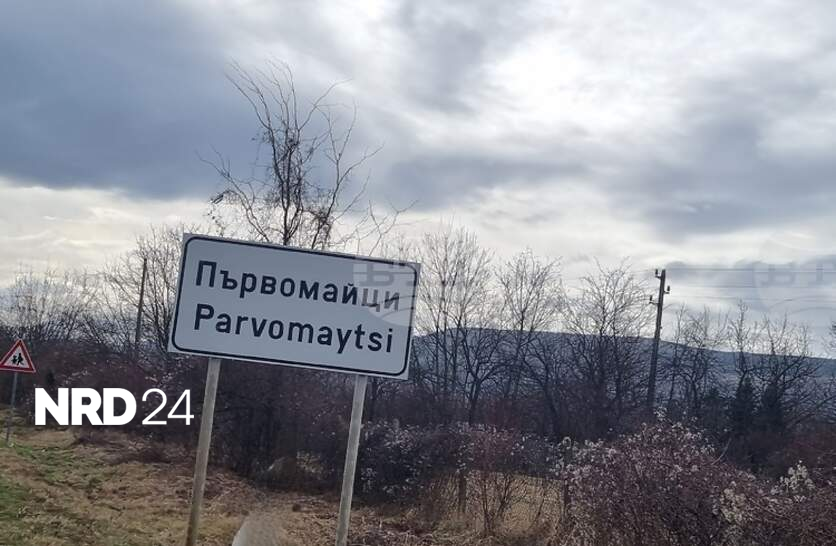 Първомайци
Parvomaytsi
NRD24